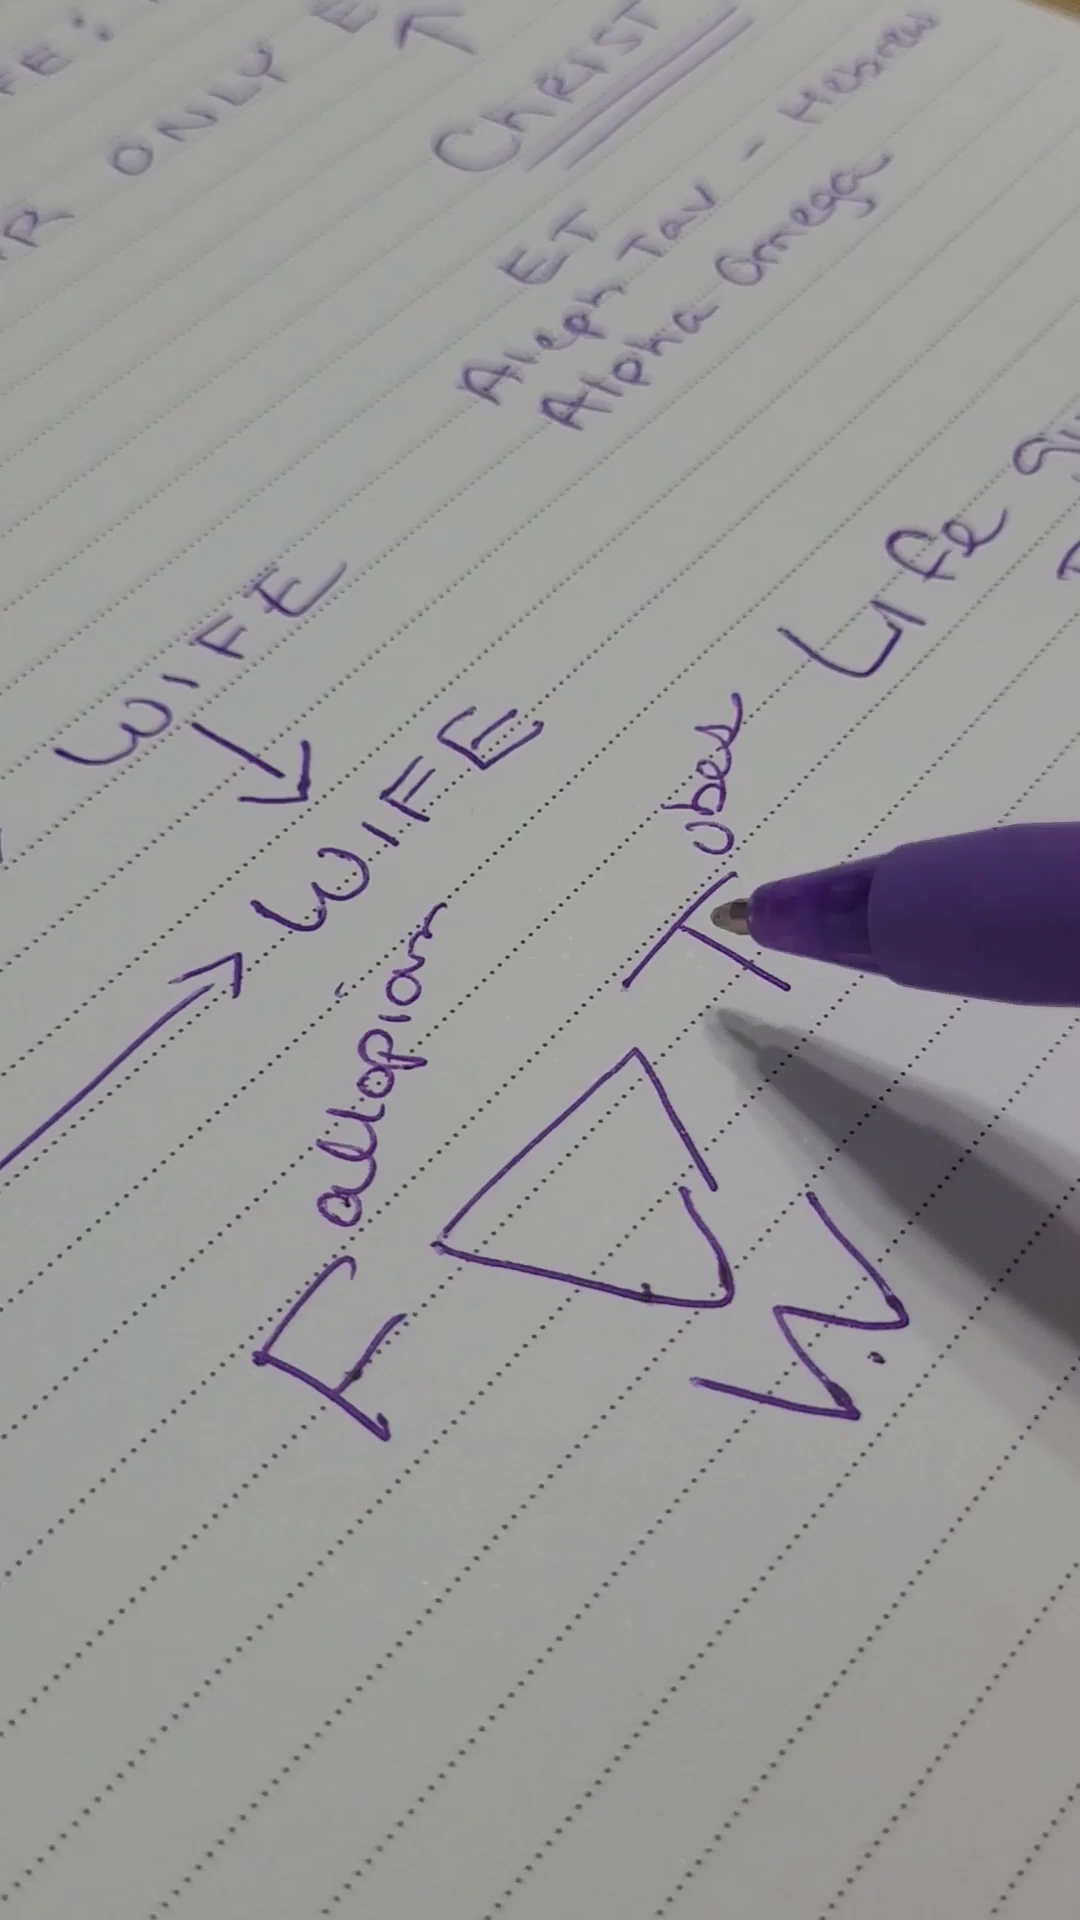 ONLY E
CHRIST
ET
Aleph Tav - Hebrew
Alpha Omega
WIFE
WIFE
Fallopian
Tubes Life
W